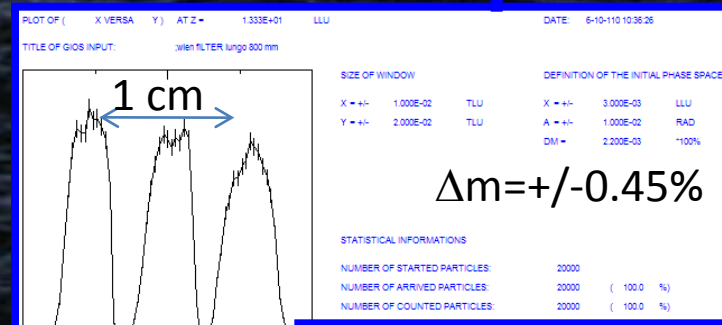 PLOT OF ( X VERSA Y ) AT Z = 1.333E+01 LLU DATE: 6-10-110 10:36:26
TITLE OF GIOS INPUT: ;wien fILTER lungo 800 mm
1 cm
SIZE OF WINDOW DEFINITION OF THE INITIAL PHASE SPACE
X = +/- 1.000E-02 TLU X = +/- 3.000E-03 LLU
Y = +/- 2.000E-02 TLU A = +/- 1.000E-02 RAD
DM = 2.200E-03 *100%
Δm=+/-0.45%
STATISTICAL INFORMATIONS
NUMBER OF STARTED PARTICLES: 20000
NUMBER OF ARRIVED PARTICLES: 20000 ( 100.0 %)
NUMBER OF COUNTED PARTICLES: 20000 ( 100.0 %)